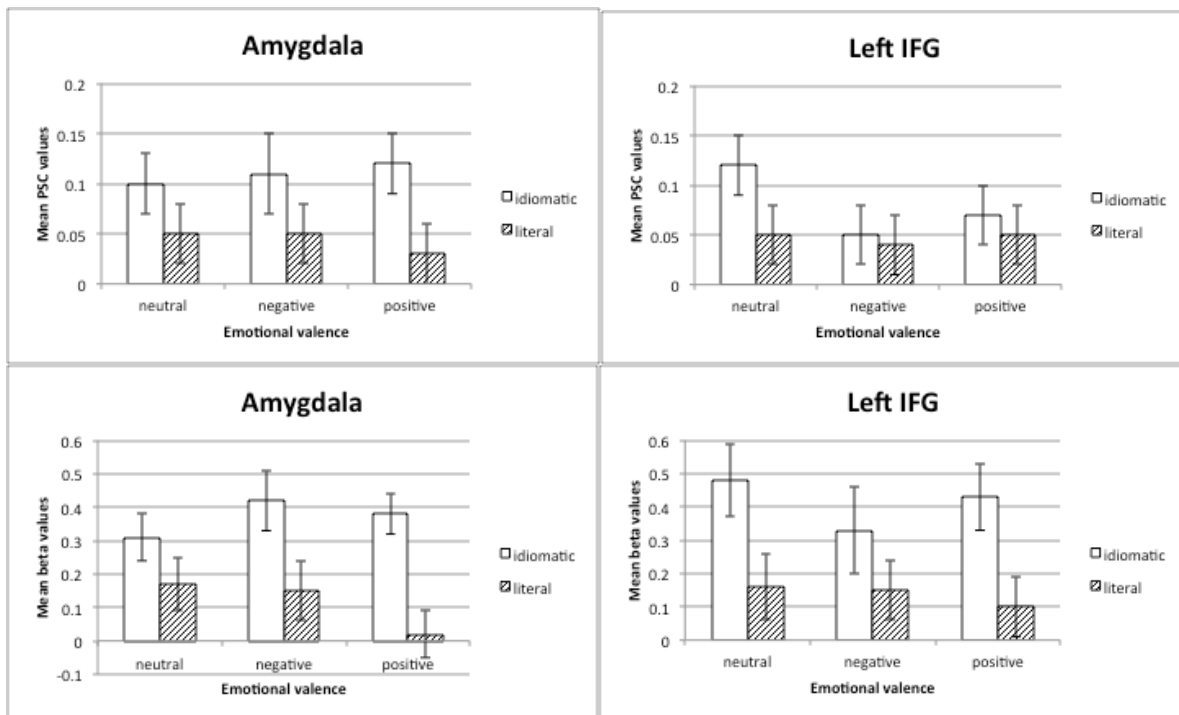 Amygdala
Mean PSC values
0.2
0.15
0.1
0.05
0
neutral
negative
positive
Emotional valence
idiomatic
literal
Left IFG
Mean PSC values
0.2
0.15
0.1
0.05
0
neutral
negative
positive
Emotional valence
idiomatic
literal
Amygdala
Mean beta values
0.6
0.5
0.4
0.3
0.2
0.1
0
-0.1
neutral
negative
positive
Emotional valence
idiomatic
literal
Left IFG
Mean beta values
0.6
0.5
0.4
0.3
0.2
0.1
0
neutral
negative
positive
Emotional valence
idiomatic
literal